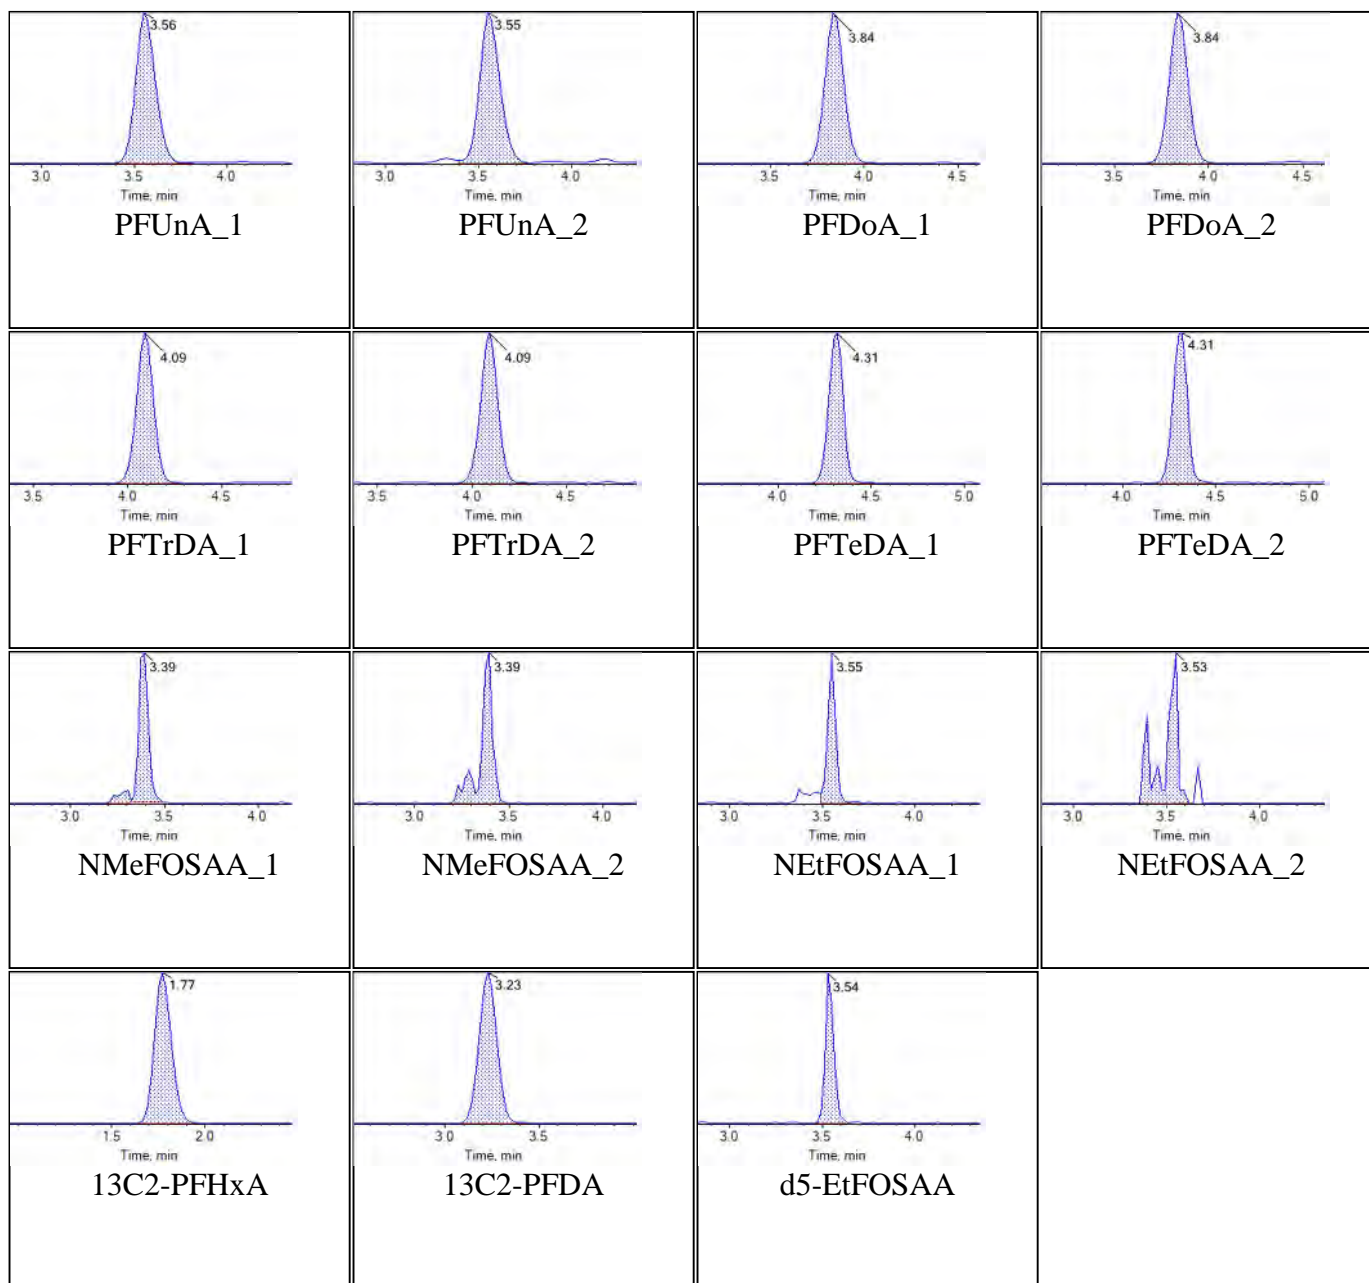 3.56
3.0 3.5 4.0
Time, min
PFUnA_1
3.55
3.0 3.5 4.0
Time, min
PFUnA_2
3.84
3.5 4.0 4.5
Time, min
PFDoA_1
3.84
3.5 4.0 4.5
Time, min
PFDoA_2
4.09
3.5 4.0 4.5
Time, min
PFTrDA_1
4.09
3.5 4.0 4.5
Time, min
PFTrDA_2
4.31
4.0 4.5 5.0
Time, min
PFTeDA_1
4.31
4.0 4.5 5.0
Time, min
PFTeDA_2
3.39
3.0 3.5 4.0
Time, min
NMeFOSAA_1
3.39
3.0 3.5 4.0
Time, min
NMeFOSAA_2
3.55
3.0 3.5 4.0
Time, min
NEtFOSAA_1
3.53
3.0 3.5 4.0
Time, min
NEtFOSAA_2
1.77
1.5 2.0
Time, min
13C2-PFHxA
3.23
3.0 3.5
Time, min
13C2-PFDA
3.54
3.0 3.5 4.0
Time, min
d5-EtFOSAA